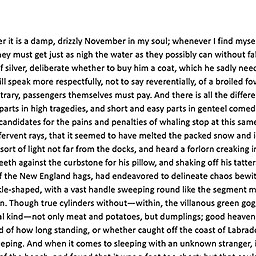 er it is a damp, drizzly November in my soul; whenever I find myse
ney must get just as nigh the water as they possibly can without fal
f silver, deliberate whether to buy him a coat, which he sadly need
ill speak more respectfully, not to say reverentially, of a broiled fow
trary, passengers themselves must pay. And there is all the differe
parts in high tragedies, and short and easy parts in genteel comed
candidates for the pains and penalties of whaling stop at this same
fervent rays, that it seemed to have melted the packed snow and i
sort of light not far from the docks, and heard a forlorn creaking in
eeth against the curbstone for his pillow, and shaking off his tatter
f the New England hags, had endeavored to delineate chaos bewit
kle-shaped, with a vast handle sweeping round like the segment m
n. Though true cylinders without—within, the villanous green gog
al kind—not only meat and potatoes, but dumplings; good heaven
d of how long standing, or whether caught off the coast of Labrado
eping. And when it comes to sleeping with an unknown stranger, i